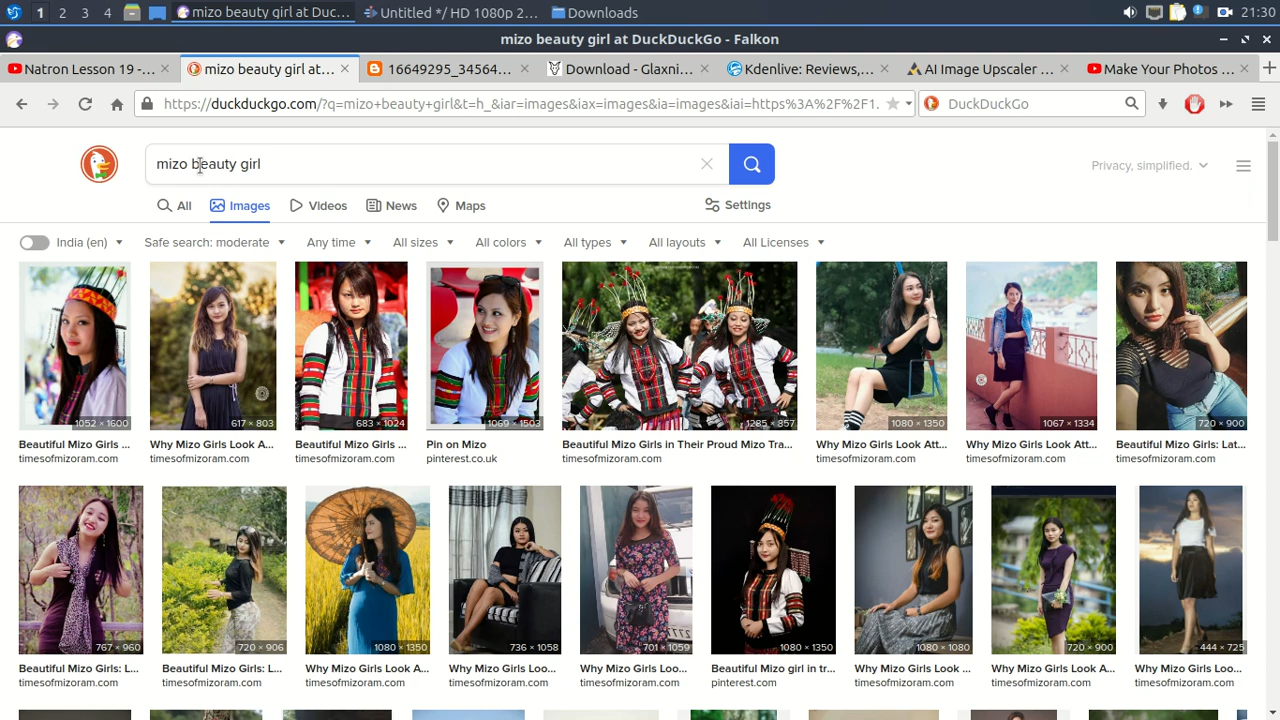 1 2 3 4 mizo beauty girl at Duc... Untitled */ HD 1080p 2... Downloads 21:30
mizo beauty girl at DuckDuckGo - Falkon
Natron Lesson 19 - mizo beauty girl at... 16649295_34564... Download - Glaxni... Kdenlive: Reviews,... AI Image Upscaler ... Make Your Photos ...
https://duckduckgo.com/?q=mizo+beauty+girl&t=h_&iar=images&iax=images&ia=images&iai=https%3A%2F%2F1. DuckDuckGo
mizo beauty girl
Privacy, simplified.
All Images Videos News Maps Settings
India (en) Safe search: moderate Any time All sizes All colors All types All layouts All Licenses
1052 × 1600 617 × 803 683 × 1024 1069 × 1503 1285 × 857 1080 × 1350 1067 × 1334 720 × 900
Beautiful Mizo Girls ... Why Mizo Girls Look A... Beautiful Mizo Girls ... Pin on Mizo Beautiful Mizo Girls in Their Proud Mizo Tra... Why Mizo Girls Look Att... Why Mizo Girls Look Att... Beautiful Mizo Girls: Lat...
timesofmizoram.com timesofmizoram.com timesofmizoram.com pinterest.co.uk timesofmizoram.com timesofmizoram.com timesofmizoram.com timesofmizoram.com
767 × 960 720 × 906 1080 × 1350 736 × 1058 701 × 1059 1080 × 1350 1080 × 1080 720 × 900 444 × 725
Beautiful Mizo Girls: L... Beautiful Mizo Girls: L... Why Mizo Girls Look A... Why Mizo Girls Loo... Why Mizo Girls Loo... Beautiful Mizo girl in tr... Why Mizo Girls Look ... Why Mizo Girls Look A... Why Mizo Girls Loo...
timesofmizoram.com timesofmizoram.com timesofmizoram.com timesofmizoram.com timesofmizoram.com pinterest.com timesofmizoram.com timesofmizoram.com timesofmizoram.com